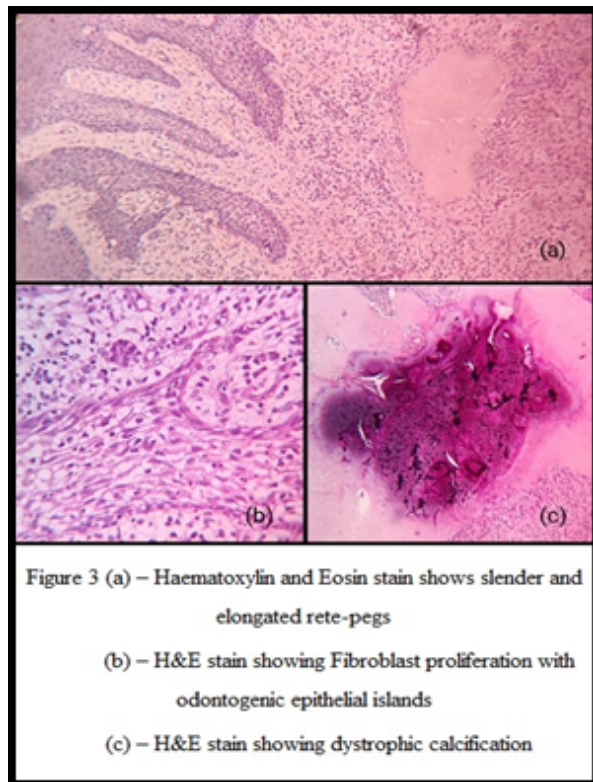 (a)
(b)
(c)
Figure 3 (a) – Haematoxylin and Eosin stain shows slender and
elongated rete-pegs
(b) – H&E stain showing Fibroblast proliferation with
odontogenic epithelial islands
(c) – H&E stain showing dystrophic calcification